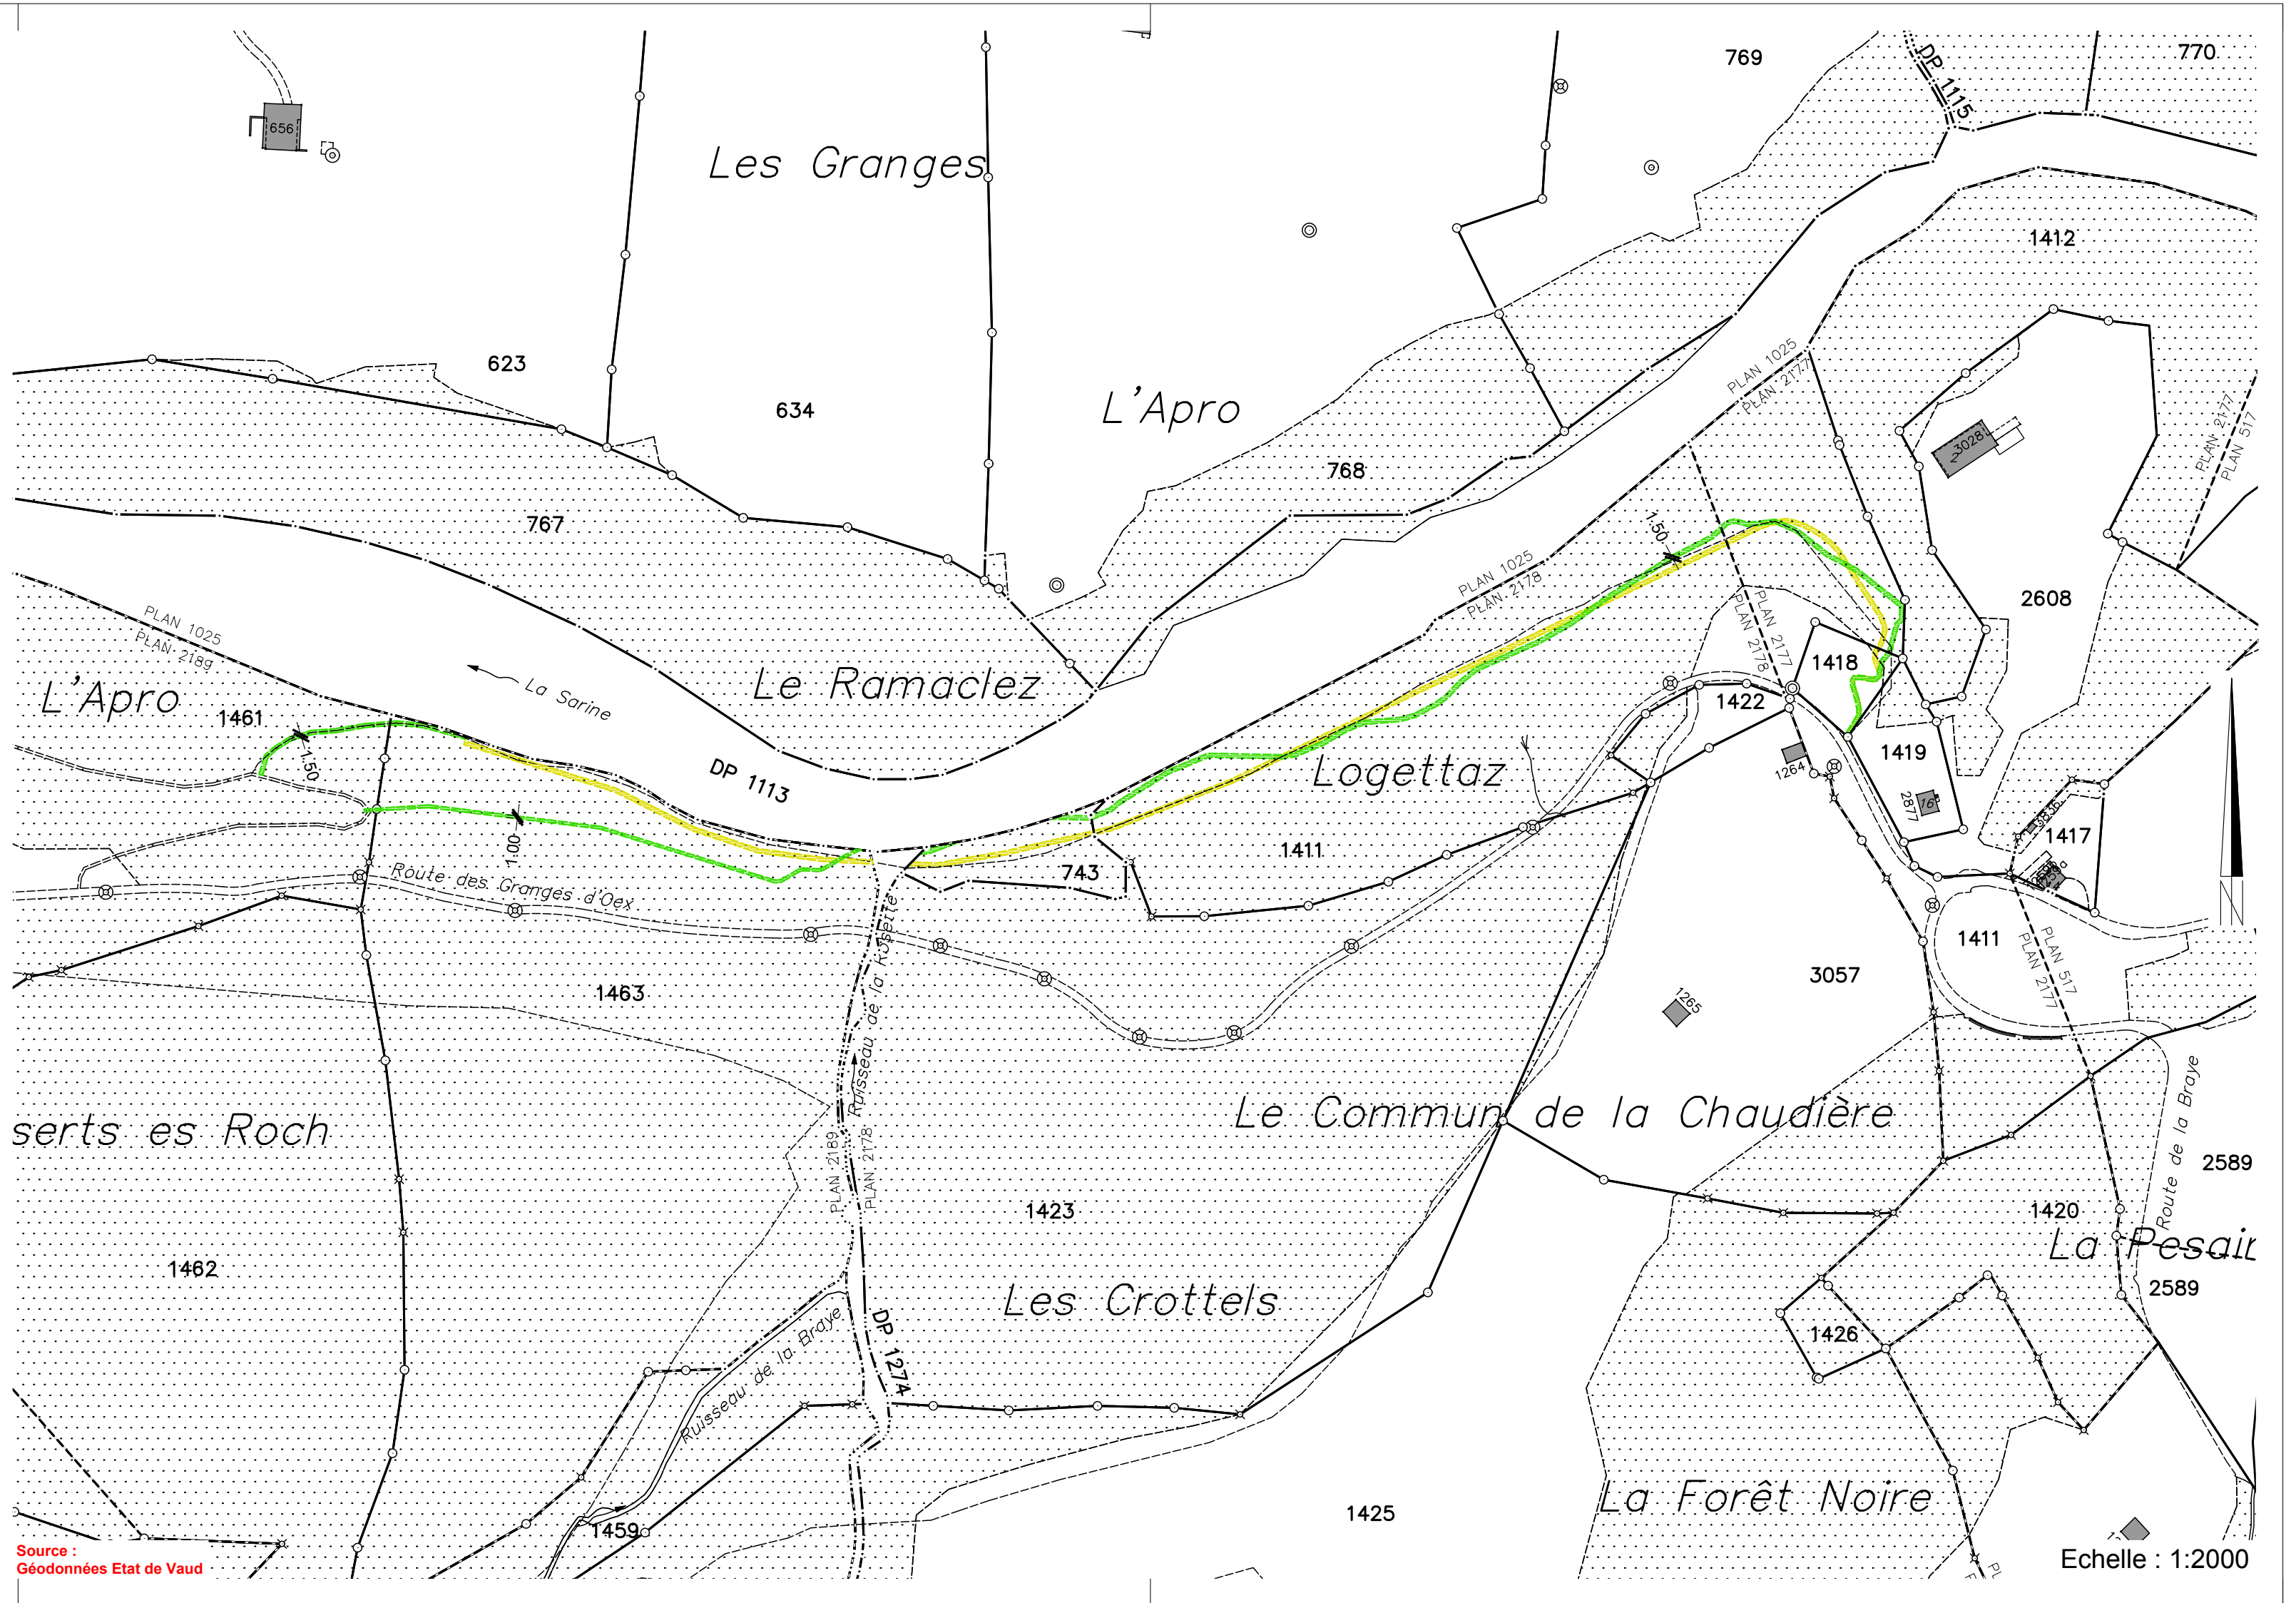 769
770
DP 1115
656
Les Granges
1412
623
634
L'Apro
768
767
PLAN 1025
PLAN 2177
PLAN 2177
PLAN 517
2
3028
1.50
PLAN 1025
PLAN 2178
2608
PLAN 1025
PLAN 2189
PLAN 2177
PLAN 2178
L'Apro
1461
La Sarine
Le Ramaclez
1418
1422
1.50
DP 1113
Logettaz
1419
1264
2877
16
1417
1.00
743
1411
Route des Granges d'Oex
1411
PLAN 517
PLAN 2177
3057
1463
Ruisseau de la Rosette
1265
serts es Roch
Le Commun de la Chaudière
Route de la Braye
PLAN 2189
PLAN 2178
2589
1423
1420
La Pesair
1462
Les Crottels
2589
Ruisseau de la Braye
DP 1274
1426
La Forêt Noire
1425
1459
Source :
Géodonnées Etat de Vaud
Echelle : 1:2000